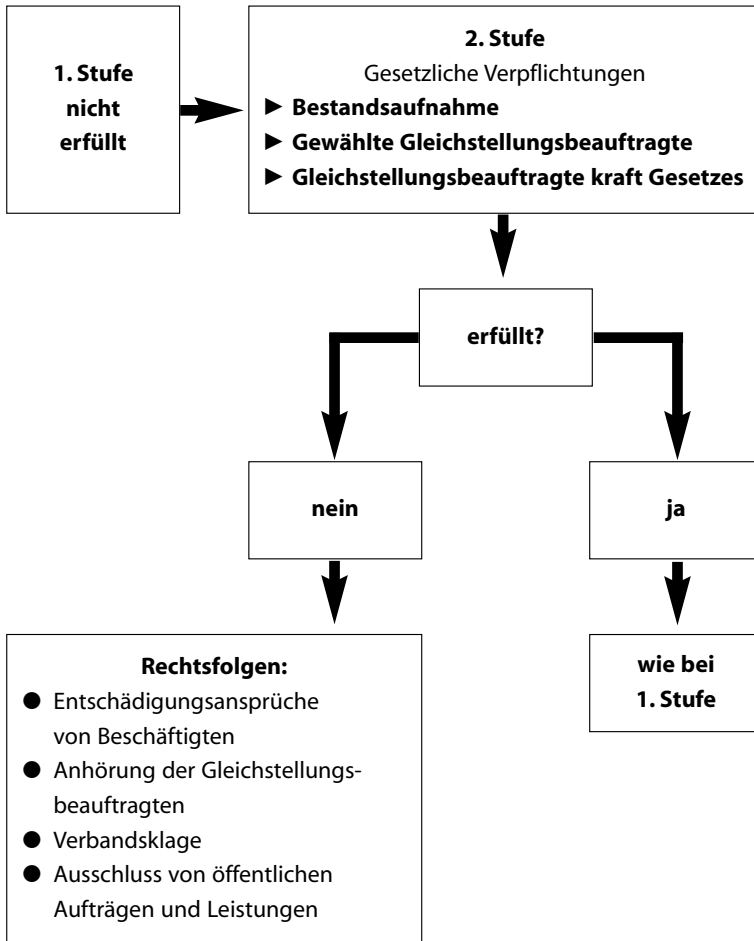 1. Stufe
nicht
erfüllt
2. Stufe
Gesetzliche Verpflichtungen
► Bestandsaufnahme
► Gewählte Gleichstellungsbeauftragte
► Gleichstellungsbeauftragte kraft Gesetzes
erfüllt?
nein
ja
Rechtsfolgen:
● Entschädigungsansprüche
von Beschäftigten
● Anhörung der Gleichstellungs-
beauftragten
● Verbandsklage
● Ausschluss von öffentlichen
Aufträgen und Leistungen
wie bei
1. Stufe